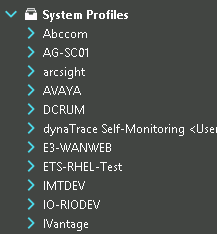 System Profiles
Abccom
AG-SC01
arcsight
AVAYA
DCRUM
dynaTrace Self-Monitoring <User
E3-WANWEB
ETS-RHEL-Test
IMTDEV
IO-RIODEV
IVantage